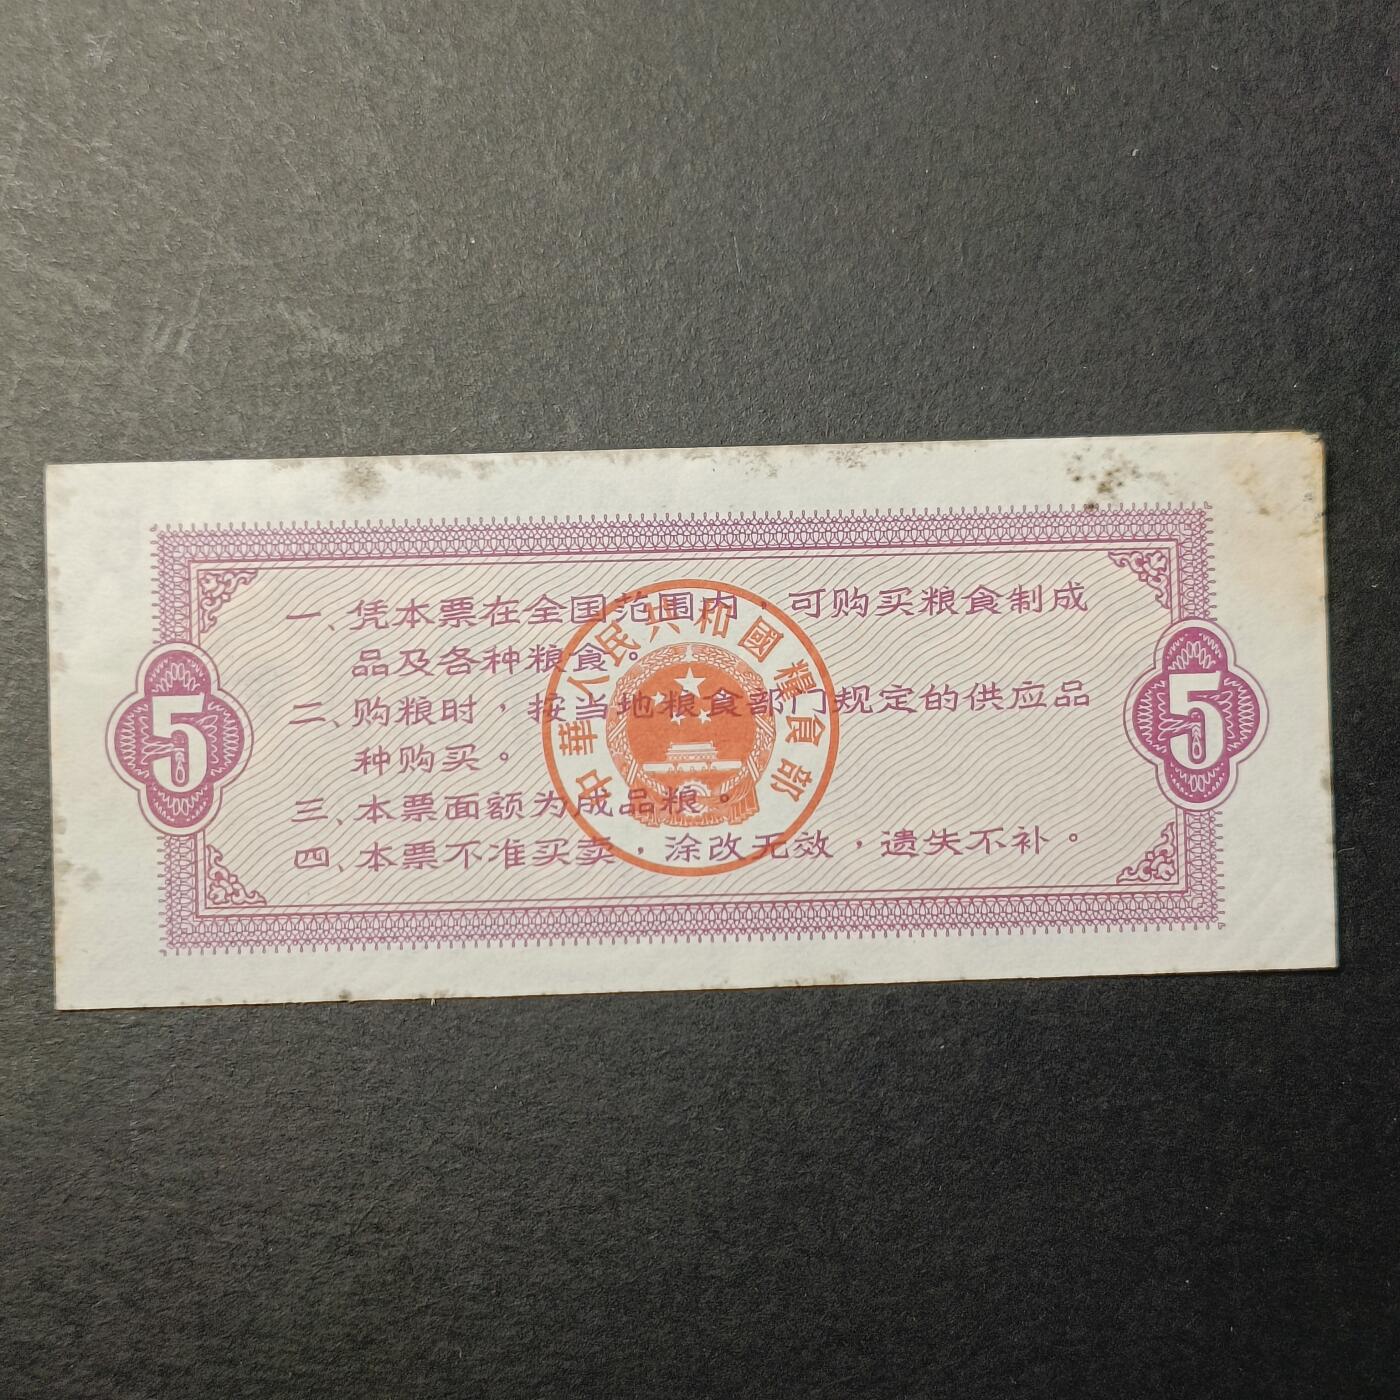 一、凭本票在全国范围内，可购买粮食制成
品及各种粮食。
二、购粮时，按当地粮食部门规定的供应品
种购买。
三、本票面额为成品粮。
四、本票不准买卖，涂改无效，遗失不补。
5
5
中華人民共和國糧食部